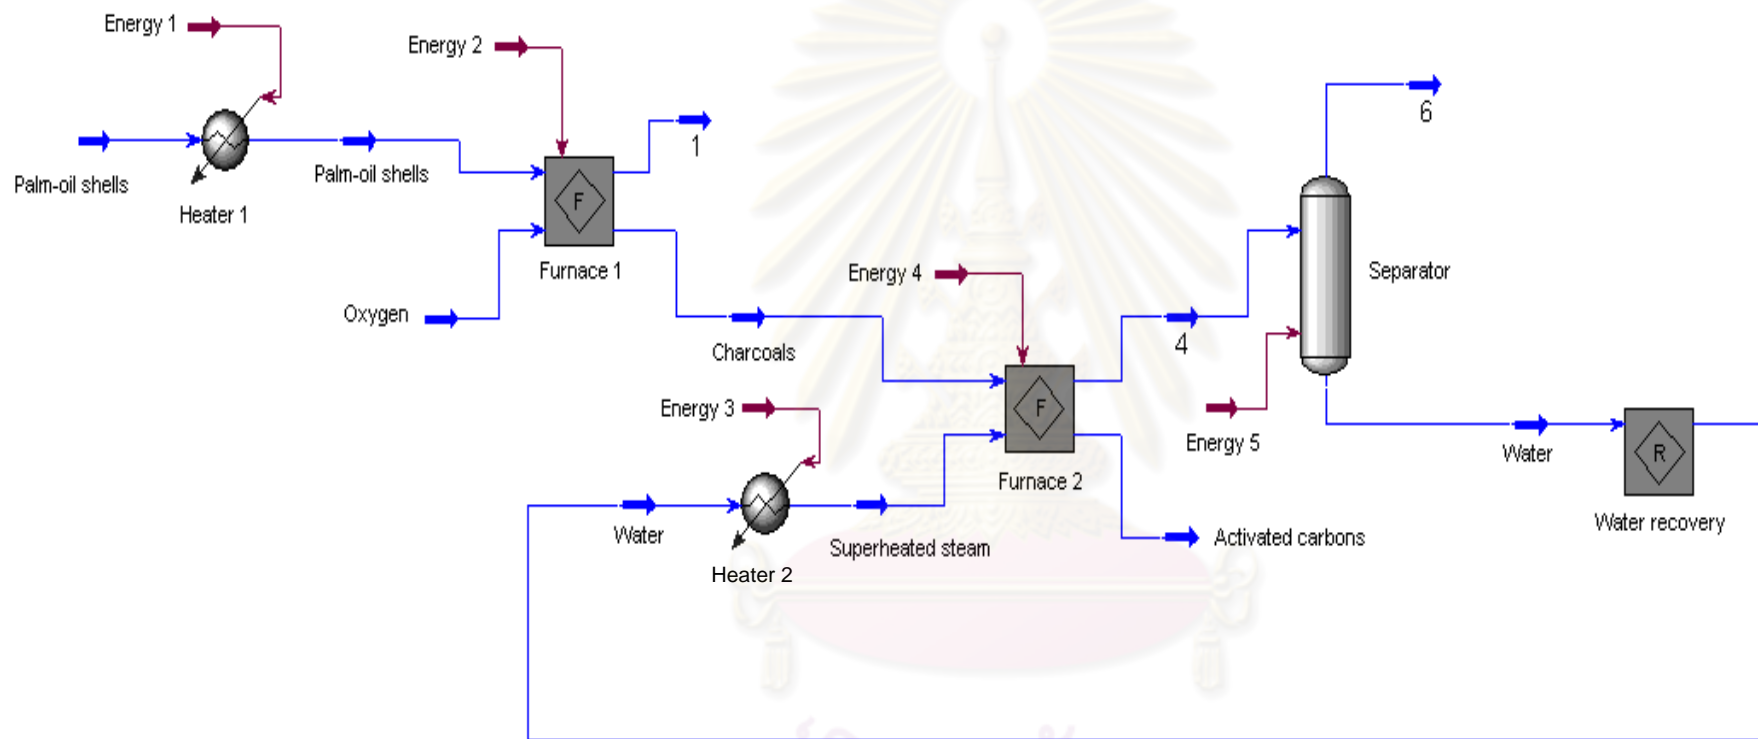 Energy 1
Energy 2
6
1
Palm-oil shells
Palm-oil shells
Heater 1
F
Furnace 1
Energy 4
Separator
Oxygen
Charcoals
4
Energy 3
F
Energy 5
Water
R
Furnace 2
Water recovery
Water
Superheated steam
Activated carbons
Heater 2